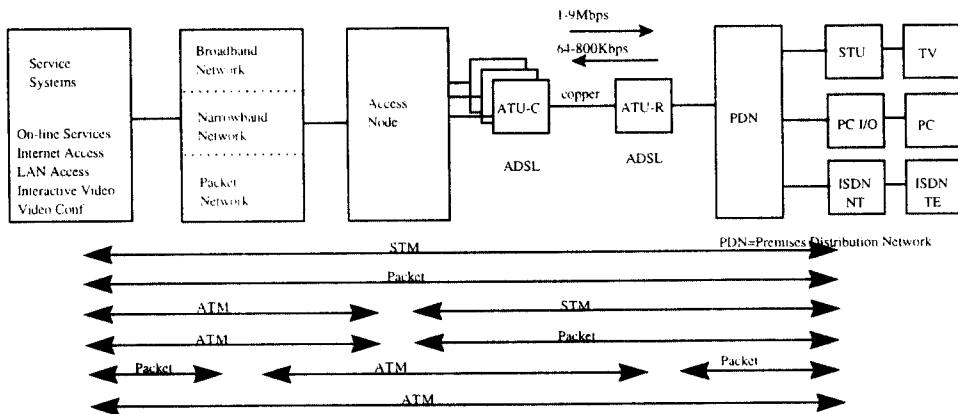 Service
Systems
On-line Services
Internet Access
LAN Access
Interactive Video
Video Conf
Broadband
Network
Narrowband
Network
Packet
Network
Access
Node
ATU-C
ADSL
copper
1-9Mbps
64-800Kbps
ATU-R
ADSL
PDN
STU
TV
PC I/O
PC
ISDN
NT
ISDN
TE
PDN=Premises Distribution Network
STM
Packet
ATM
STM
ATM
Packet
Packet
ATM
Packet
ATM